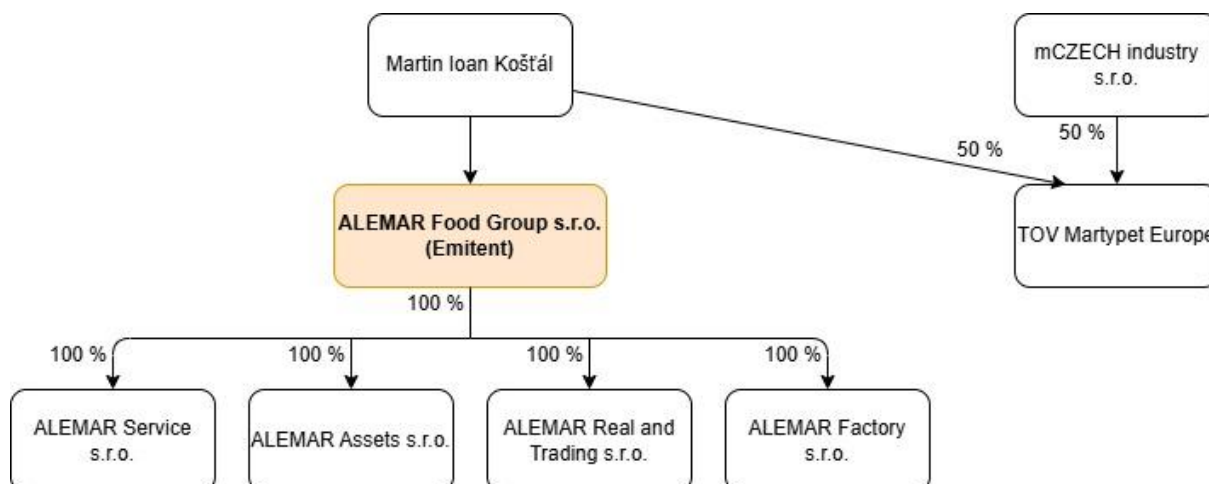 Martin Ioan Košťál
mCZECH industry
s.r.o.
50 %
50 %
ALEMAR Food Group s.r.o.
(Emitent)
TOV Martypet Europe
100 %
100 %
100 %
100 %
100 %
ALEMAR Service
s.r.o.
ALEMAR Assets s.r.o.
ALEMAR Real and
Trading s.r.o.
ALEMAR Factory
s.r.o.